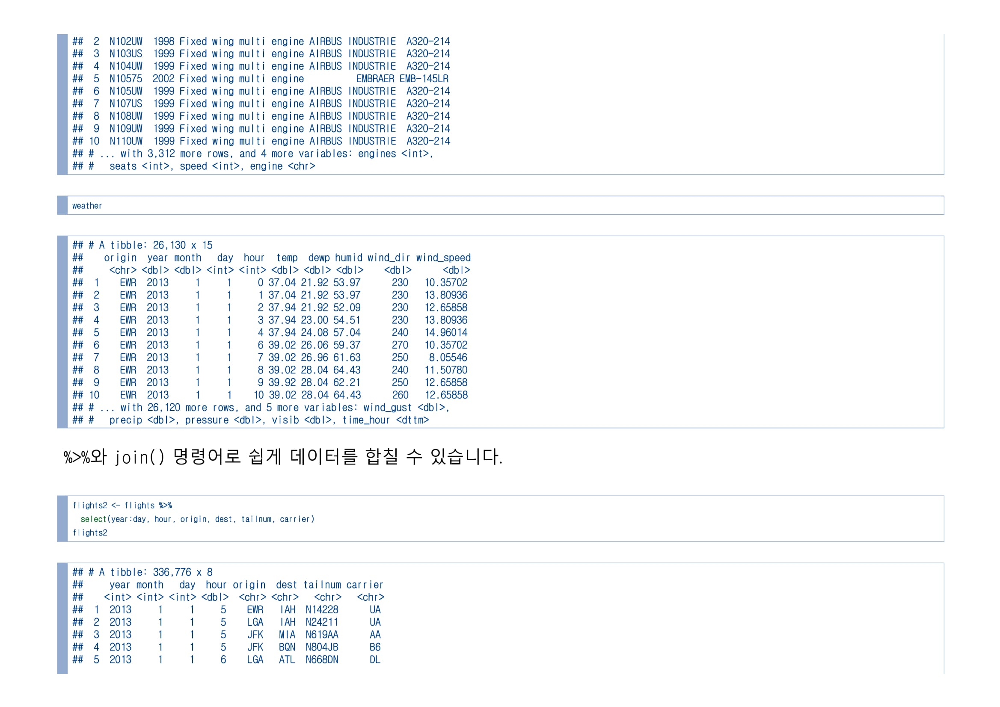 ##  2  N102UW  1998 Fixed wing multi engine AIRBUS INDUSTRIE  A320-214
##  3  N103US  1999 Fixed wing multi engine AIRBUS INDUSTRIE  A320-214
##  4  N104UW  1999 Fixed wing multi engine AIRBUS INDUSTRIE  A320-214
##  5  N10575  2002 Fixed wing multi engine          EMBRAER EMB-145LR
##  6  N105UW  1999 Fixed wing multi engine AIRBUS INDUSTRIE  A320-214
##  7  N107US  1999 Fixed wing multi engine AIRBUS INDUSTRIE  A320-214
##  8  N108UW  1999 Fixed wing multi engine AIRBUS INDUSTRIE  A320-214
##  9  N109UW  1999 Fixed wing multi engine AIRBUS INDUSTRIE  A320-214
## 10  N110UW  1999 Fixed wing multi engine AIRBUS INDUSTRIE  A320-214
## # ... with 3,312 more rows, and 4 more variables: engines <int>,
## #   seats <int>, speed <int>, engine <chr>
weather
## # A tibble: 26,130 x 15
##    origin  year month   day  hour  temp  dewp humid wind_dir wind_speed
##     <chr> <dbl> <dbl> <int> <int> <dbl> <dbl> <dbl>    <dbl>      <dbl>
##  1    EWR  2013     1     1     0 37.04 21.92 53.97      230   10.35702
##  2    EWR  2013     1     1     1 37.04 21.92 53.97      230   13.80936
##  3    EWR  2013     1     1     2 37.94 21.92 52.09      230   12.65858
##  4    EWR  2013     1     1     3 37.94 23.00 54.51      230   13.80936
##  5    EWR  2013     1     1     4 37.94 24.08 57.04      240   14.96014
##  6    EWR  2013     1     1     6 39.02 26.06 59.37      270   10.35702
##  7    EWR  2013     1     1     7 39.02 26.96 61.63      250    8.05546
##  8    EWR  2013     1     1     8 39.02 28.04 64.43      240   11.50780
##  9    EWR  2013     1     1     9 39.92 28.04 62.21      250   12.65858
## 10    EWR  2013     1     1    10 39.02 28.04 64.43      260   12.65858
## # ... with 26,120 more rows, and 5 more variables: wind_gust <dbl>,
## #   precip <dbl>, pressure <dbl>, visib <dbl>, time_hour <dttm>
%>%와 join() 명령어로 쉽게 데이터를 합칠 수 있습니다.
flights2 <- flights %>%
  select(year:day, hour, origin, dest, tailnum, carrier)
flights2
## # A tibble: 336,776 x 8
##     year month   day  hour origin  dest tailnum carrier
##    <int> <int> <int> <dbl>  <chr> <chr>   <chr>   <chr>
##  1  2013     1     1     5    EWR   IAH  N14228      UA
##  2  2013     1     1     5    LGA   IAH  N24211      UA
##  3  2013     1     1     5    JFK   MIA  N619AA      AA
##  4  2013     1     1     5    JFK   BQN  N804JB      B6
##  5  2013     1     1     6    LGA   ATL  N668DN      DL